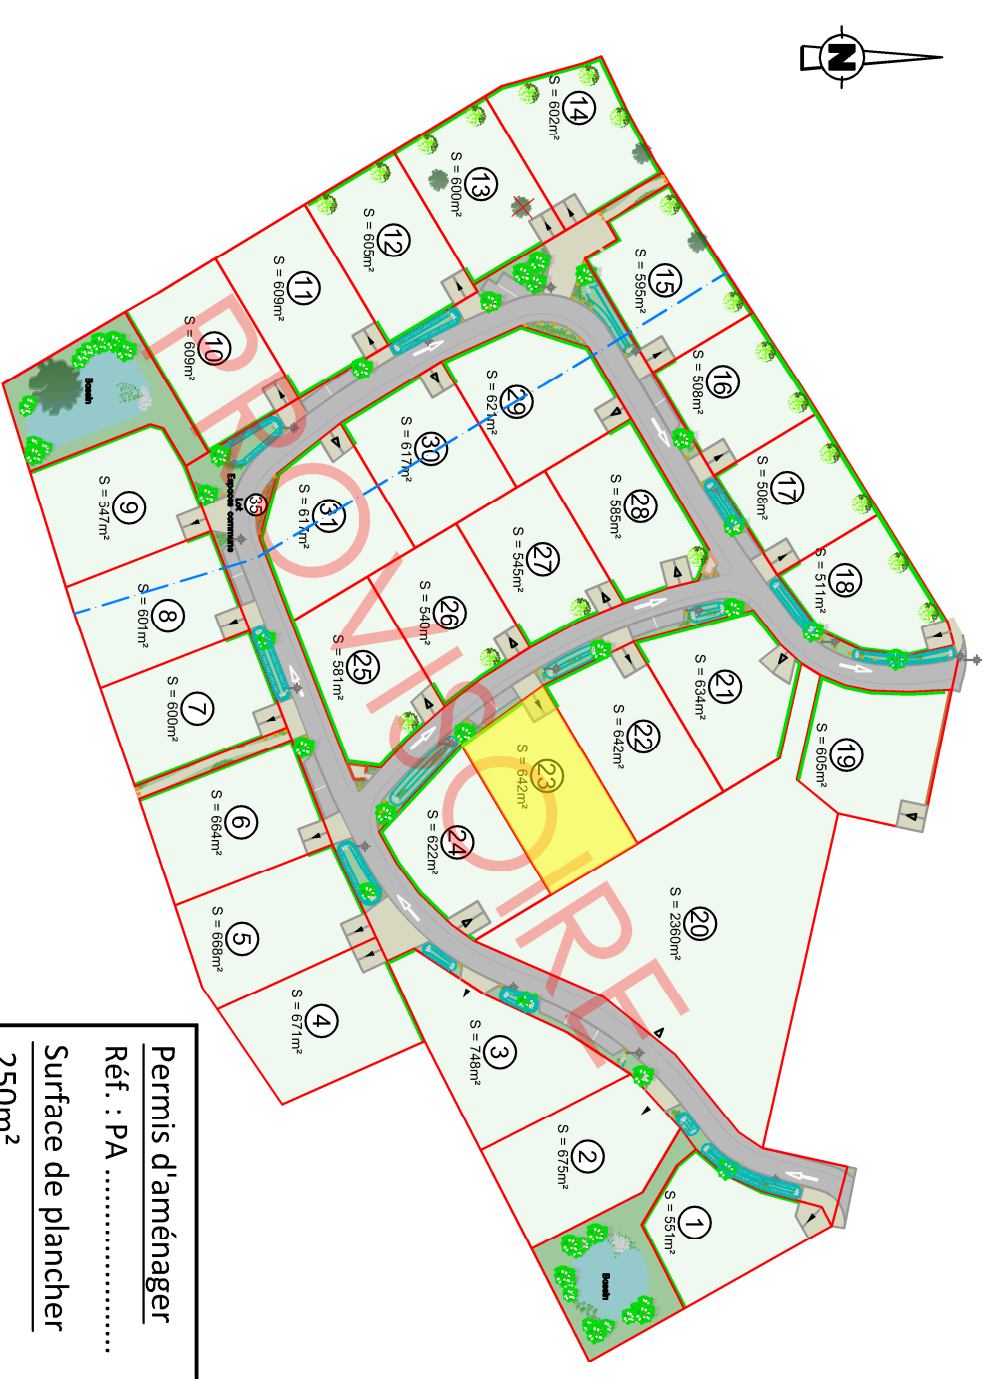 N
14
S = 602m²
13
S = 600m²
12
S = 605m²
11
S = 609m²
10
S = 609m²
15
S = 595m²
16
S = 508m²
17
S = 508m²
18
S = 511m²
19
S = 605m²
20
S = 2360m²
21
S = 634m²
22
S = 642m²
23
S = 642m²
24
S = 622m²
25
S = 581m²
26
S = 540m²
27
S = 545m²
28
S = 585m²
29
S = 621m²
30
S = 617m²
31
S = 617m²
35
Lot
Espace commune
Bassin
9
S = 547m²
8
S = 601m²
7
S = 600m²
6
S = 664m²
5
S = 668m²
4
S = 671m²
3
S = 748m²
2
S = 675m²
1
S = 551m²
Bassin
PROVISOIRE
Permis d'aménager
Réf. : PA ........................
Surface de plancher
250m²